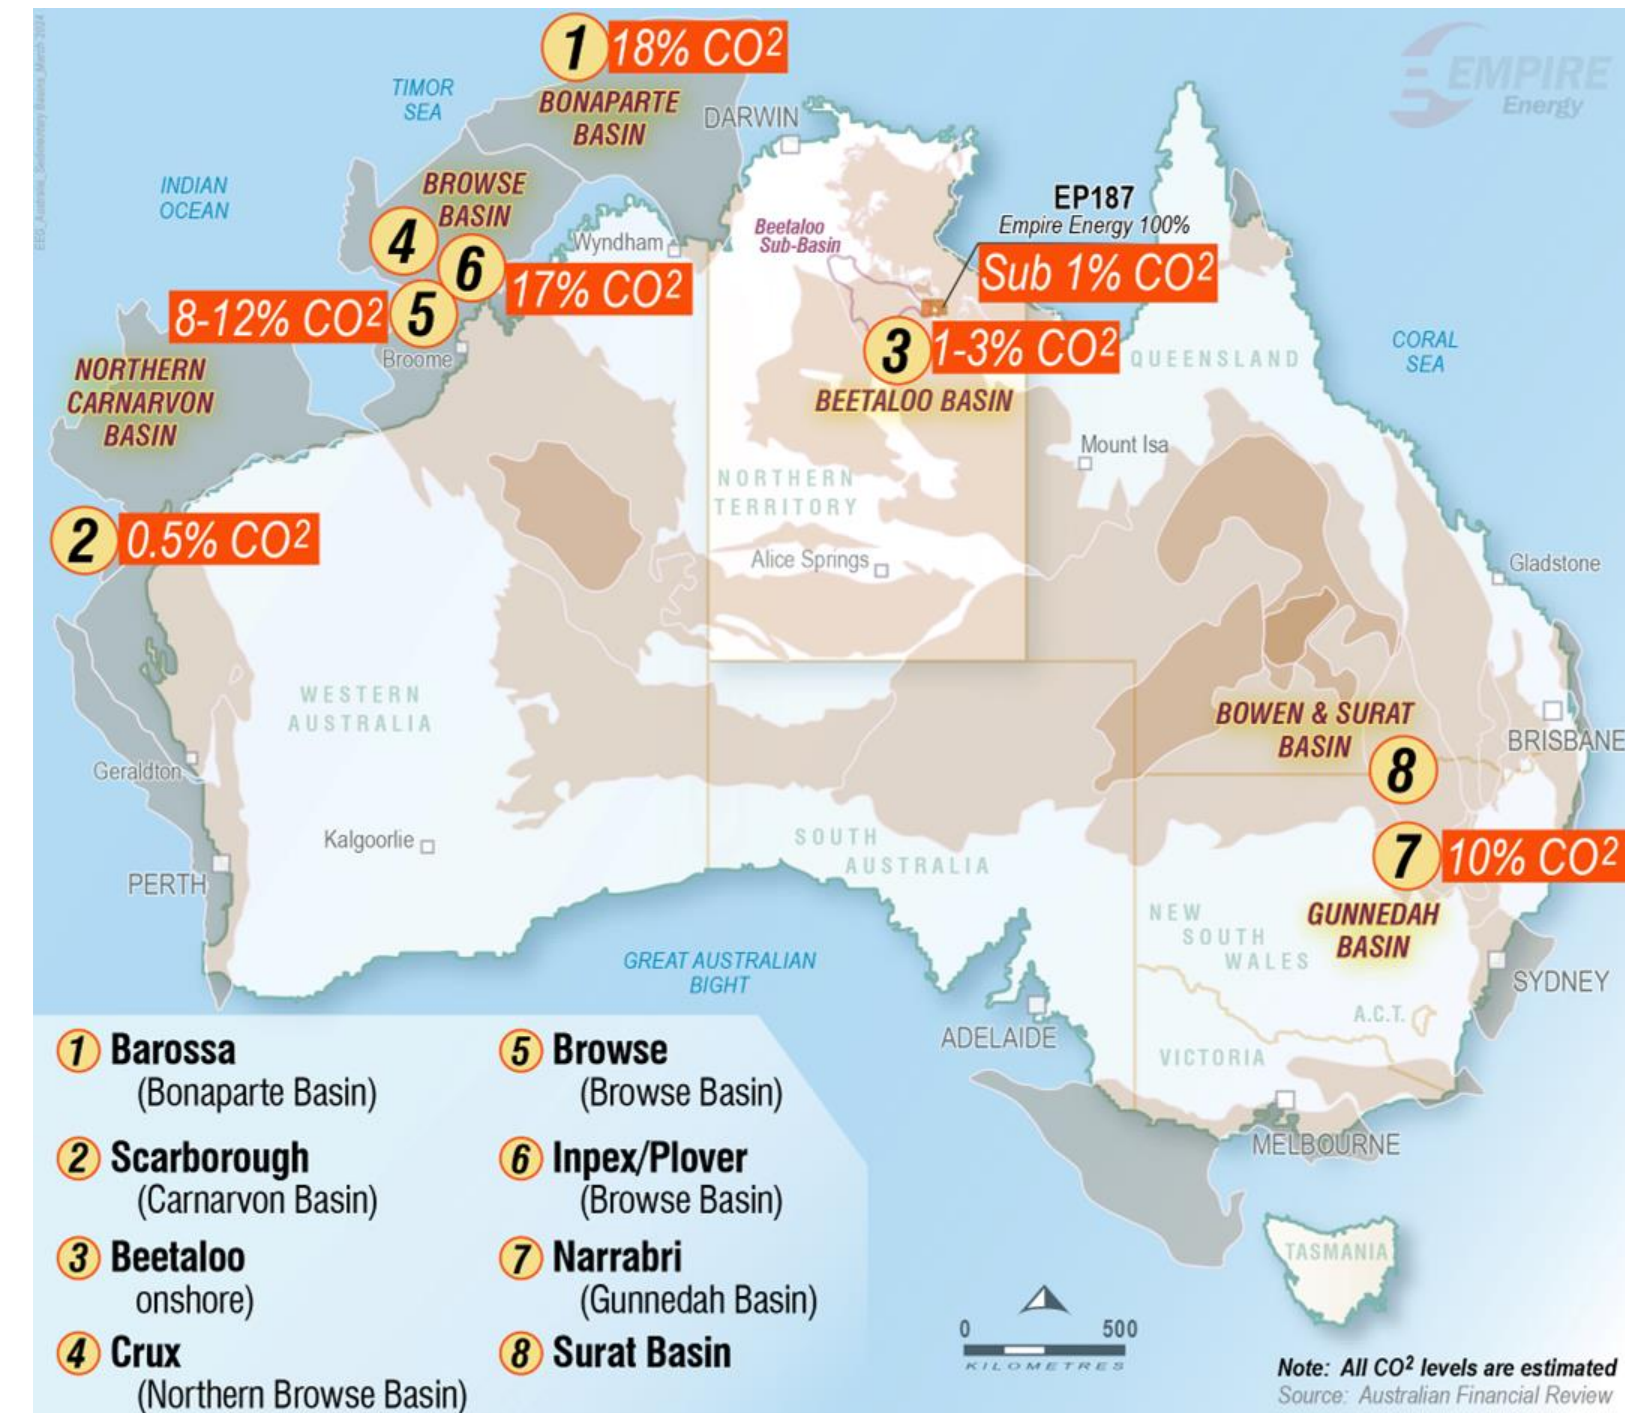 1
18% CO2
TIMOR
SEA
BONAPARTE
BASIN
DARWIN
EMPIRE
Energy
INDIAN
OCEAN
BROWSE
BASIN
4
6
Wyndham
17% CO2
8-12% CO2
5
Broome
Beetaloo
Sub-Basin
EP187
Empire Energy 100%
Sub 1% CO2
3
1-3% CO2
BEETALOO BASIN
QUEENSLAND
CORAL
SEA
NORTHERN
CARNARVON
BASIN
Mount Isa
NORTHERN
TERRITORY
2
0.5% CO2
Alice Springs
Gladstone
WESTERN
AUSTRALIA
BOWEN & SURAT
BASIN
8
BRISBANE
Geraldton
Kalgoorlie
PERTH
SOUTH
AUSTRALIA
7
10% CO2
GUNNEDAH
BASIN
NEW
SOUTH
WALES
SYDNEY
GREAT AUSTRALIAN
BIGHT
A.C.T.
ADELAIDE
VICTORIA
MELBOURNE
TASMANIA
1 Barossa
(Bonaparte Basin)
2 Scarborough
(Carnarvon Basin)
3 Beetaloo
onshore)
4 Crux
(Northern Browse Basin)
5 Browse
(Browse Basin)
6 Inpex/Plover
(Browse Basin)
7 Narrabri
(Gunnedah Basin)
8 Surat Basin
0 500
KILOMETRES
Note: All CO2 levels are estimated
Source: Australian Financial Review